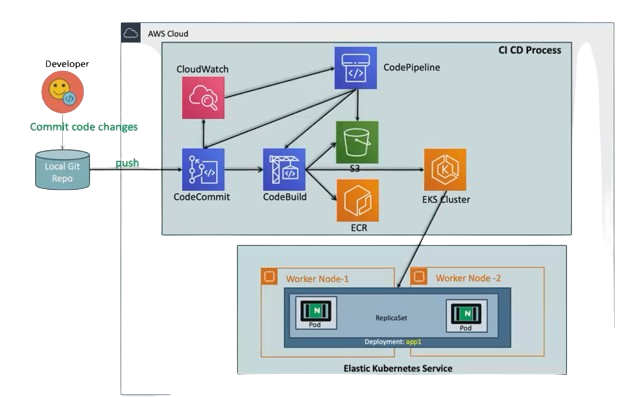 AWS Cloud
CI CD Process
Developer
CloudWatch
CodePipeline
Commit code changes
push
Local Git
Repo
S3
CodeCommit
CodeBuild
EKS Cluster
ECR
Worker Node-1
Worker Node -2
N
N
ReplicaSet
Pod
Pod
Deployment: app1
Elastic Kubernetes Service